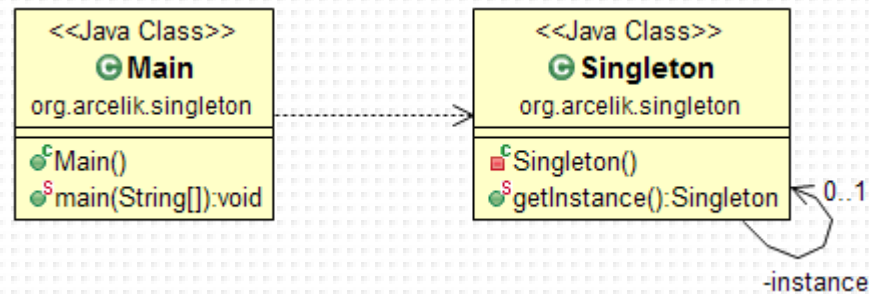 <<Java Class>>
Main
org.arcelik.singleton
Main()
main(String[]):void
<<Java Class>>
Singleton
org.arcelik.singleton
Singleton()
getInstance():Singleton
0..1
-instance